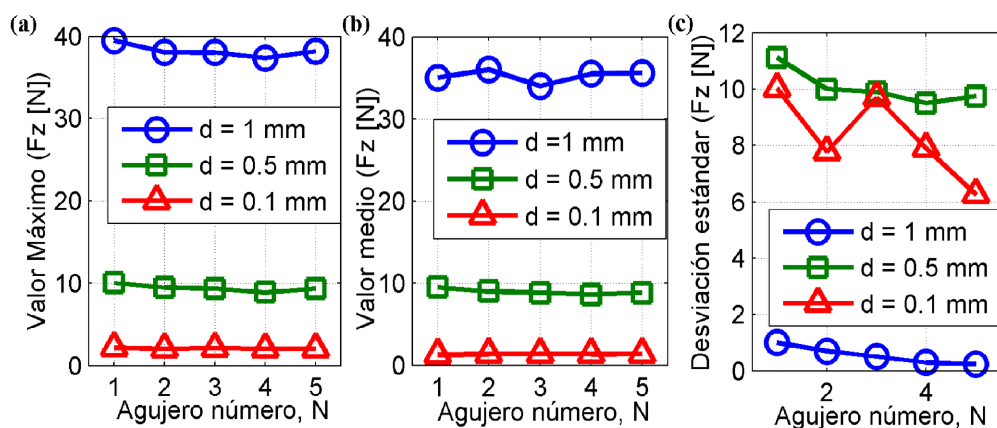 (a)
Valor Máximo (Fz [N])
40
30
20
10
0
d = 1 mm
d = 0.5 mm
d = 0.1 mm
1 2 3 4 5
Agujero número, N
(b)
Valor medio (Fz [N])
40
30
20
10
0
d =1 mm
d = 0.5 mm
d = 0.1 mm
1 2 3 4 5
Agujero número, N
(c)
Desviación estándar (Fz [N])
12
10
8
6
4
2
0
d = 1 mm
d = 0.5 mm
d = 0.1 mm
2 4
Agujero número, N